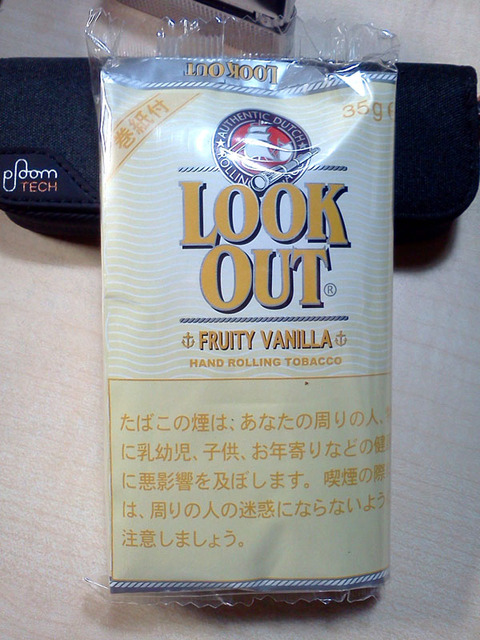 LOOK OUT
巻紙付
35g
AUTHENTIC DUTCH
ROLLING
LOOK
OUT®
FRUITY VANILLA
HAND ROLLING TOBACCO
Ploom
TECH
たばこの煙は、あなたの周りの人、
に乳幼児、子供、お年寄りなどの健
に悪影響を及ぼします。喫煙の際
は、周りの人の迷惑にならないよう
注意しましょう。